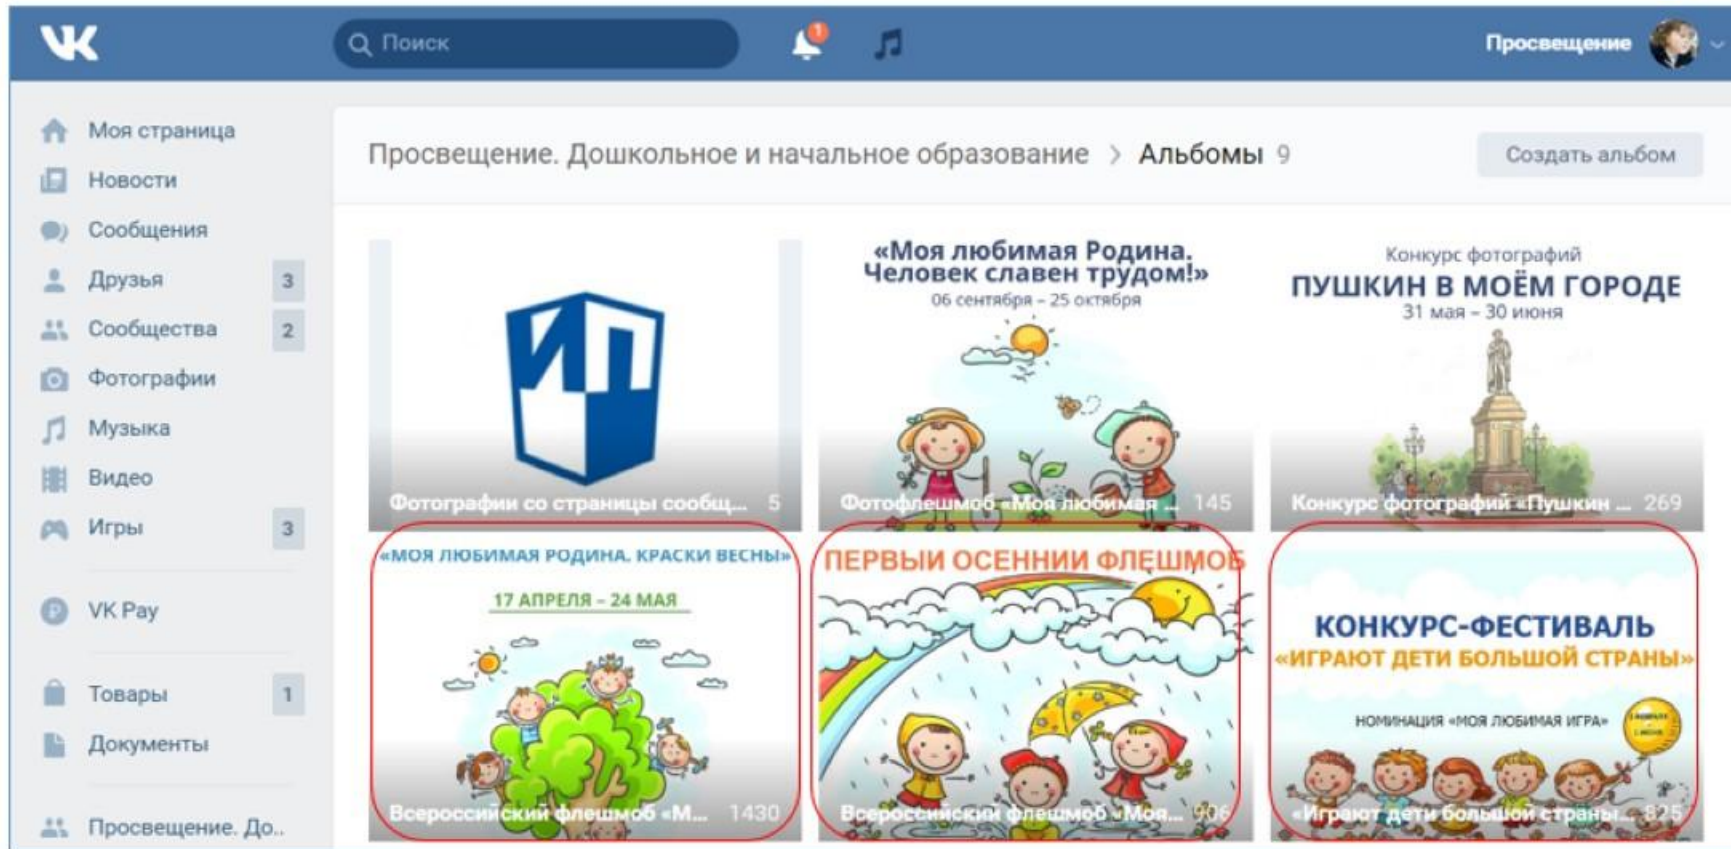 Поиск
1
Просвещение
Моя страница
Новости
Сообщения
Друзья 3
Сообщества 2
Фотографии
Музыка
Видео
Игры 3
VK Pay
Товары 1
Документы
Просвещение. До..
Просвещение. Дошкольное и начальное образование > Альбомы 9
Создать альбом
ИП
Фотографии со страницы сообщ... 5
«Моя любимая Родина.
Человек славен трудом!»
06 сентября – 25 октября
Фотофлешмоб «Моя любимая ... 145
Конкурс фотографий
ПУШКИН В МОЁМ ГОРОДЕ
31 мая – 30 июня
Конкурс фотографий «Пушкин ... 269
«МОЯ ЛЮБИМАЯ РОДИНА. КРАСКИ ВЕСНЫ»
17 АПРЕЛЯ – 24 МАЯ
Всероссийский флешмоб «М... 1430
ПЕРВЫЙ ОСЕННИЙ ФЛЕШМОБ
Всероссийский флешмоб «Моя... 906
КОНКУРС-ФЕСТИВАЛЬ
«ИГРАЮТ ДЕТИ БОЛЬШОЙ СТРАНЫ»
НОМИНАЦИЯ «МОЯ ЛЮБИМАЯ ИГРА»
«Играют дети большой страны... 825